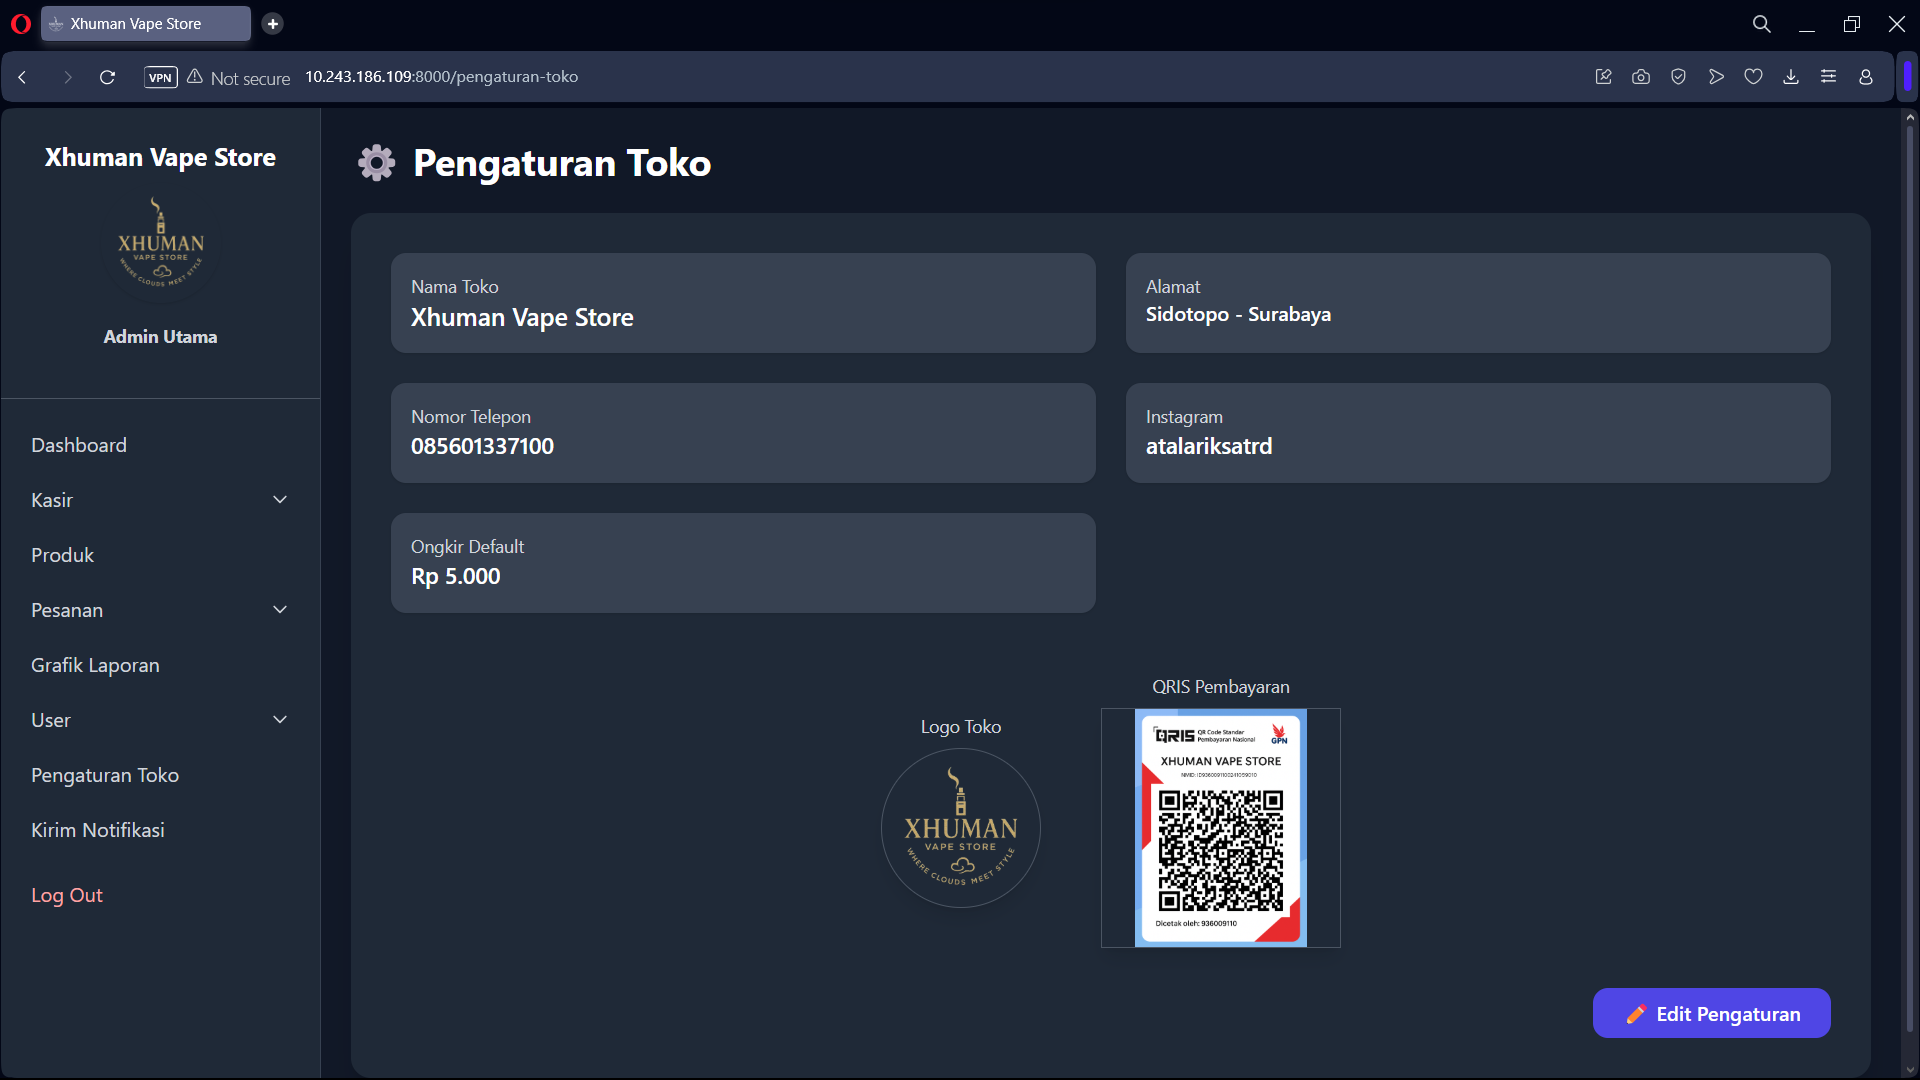 Xhuman Vape Store
VPN
Not secure
10.243.186.109:8000/pengaturan-toko
Xhuman Vape Store
XHUMAN
VAPE STORE
WHERE CLOUDS MEET STYLE
Admin Utama
Dashboard
Kasir
Produk
Pesanan
Grafik Laporan
User
Pengaturan Toko
Kirim Notifikasi
Log Out
Pengaturan Toko
Nama Toko
Xhuman Vape Store
Alamat
Sidotopo - Surabaya
Nomor Telepon
085601337100
Instagram
atalariksatrd
Ongkir Default
Rp 5.000
Logo Toko
XHUMAN
VAPE STORE
WHERE CLOUDS MEET STYLE
QRIS Pembayaran
QRIS
QR Code Standar
Pembayaran Nasional
GPN
XHUMAN VAPE STORE
Dicetak oleh: 936009110
Edit Pengaturan